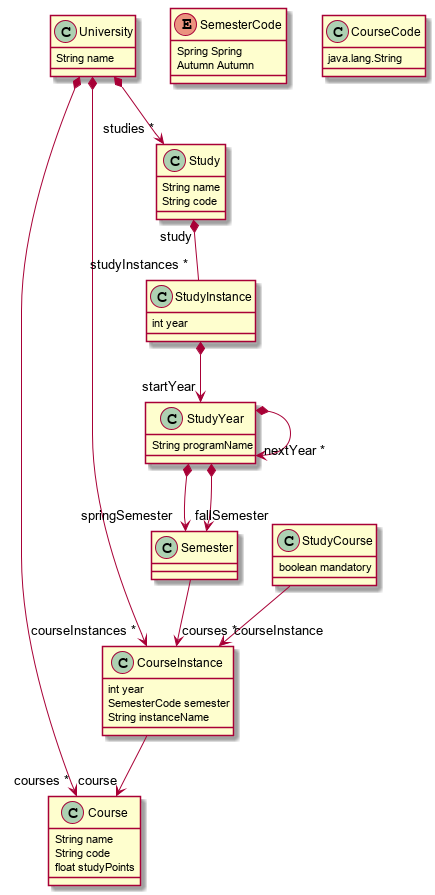 C University
String name
E SemesterCode
Spring Spring
Autumn Autumn
C CourseCode
java.lang.String
studies *
C Study
String name
String code
study
studyInstances *
C StudyInstance
int year
startYear
C StudyYear
String programName
nextYear *
springSemester
fallSemester
C Semester
C StudyCourse
boolean mandatory
courseInstances *
courses *
courseInstance
C CourseInstance
int year
SemesterCode semester
String instanceName
courses *
course
C Course
String name
String code
float studyPoints